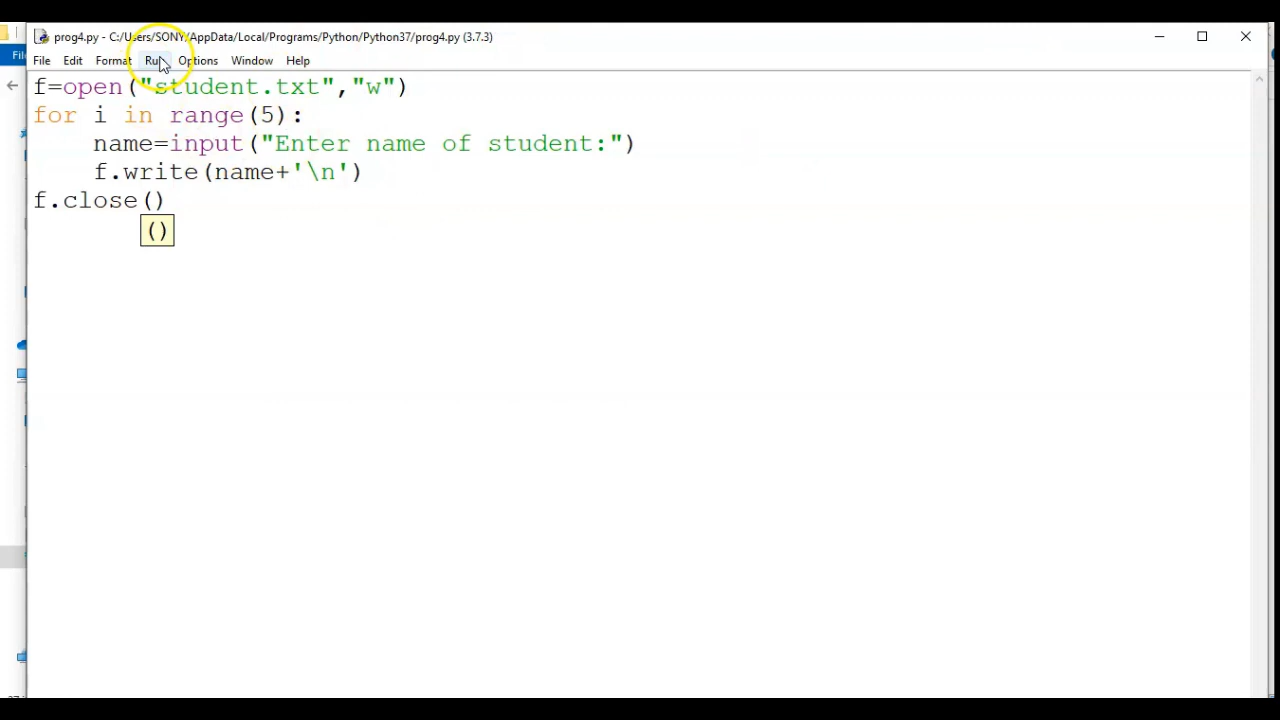 prog4.py - C:/Users/SONY/AppData/Local/Programs/Python/Python37/prog4.py (3.7.3)
File Edit Format Run Options Window Help
f=open("student.txt","w")
for i in range(5):
    name=input("Enter name of student:")
    f.write(name+'\n')
f.close()
()